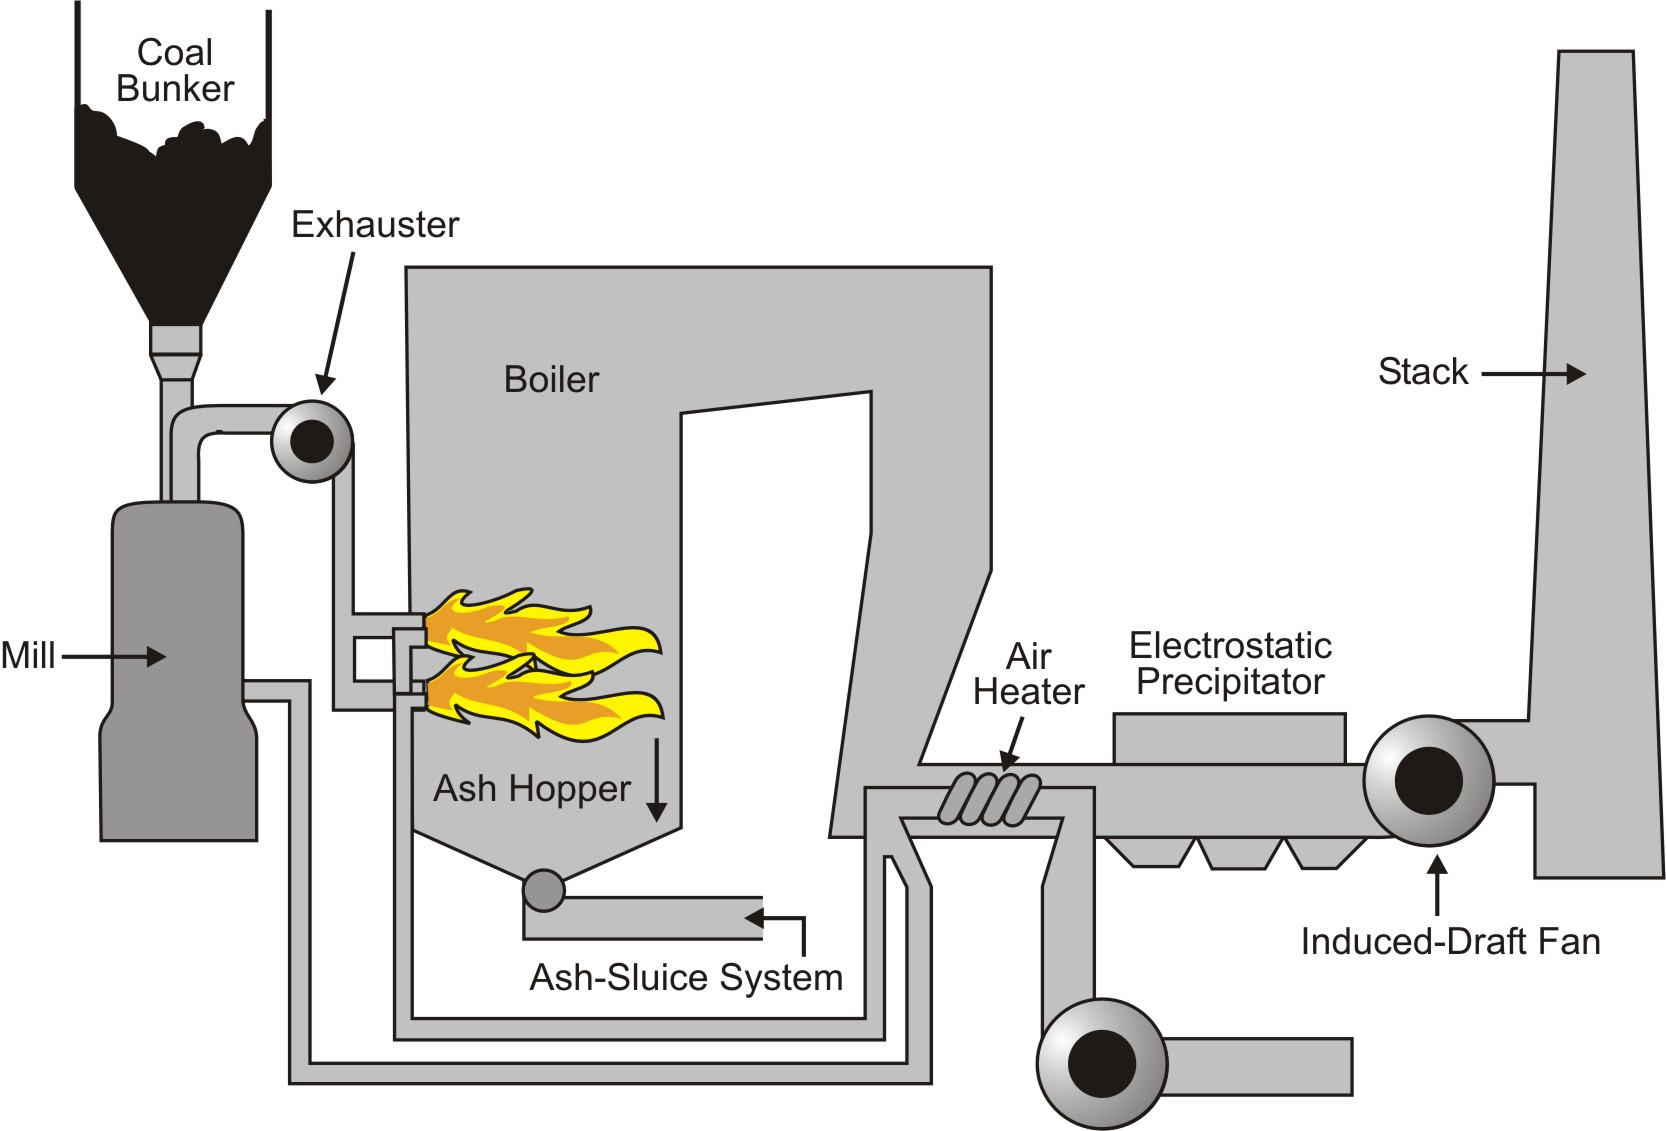 Coal
Bunker
Exhauster
Boiler
Stack
Mill
Air
Heater
Electrostatic
Precipitator
Ash Hopper
Induced-Draft Fan
Ash-Sluice System